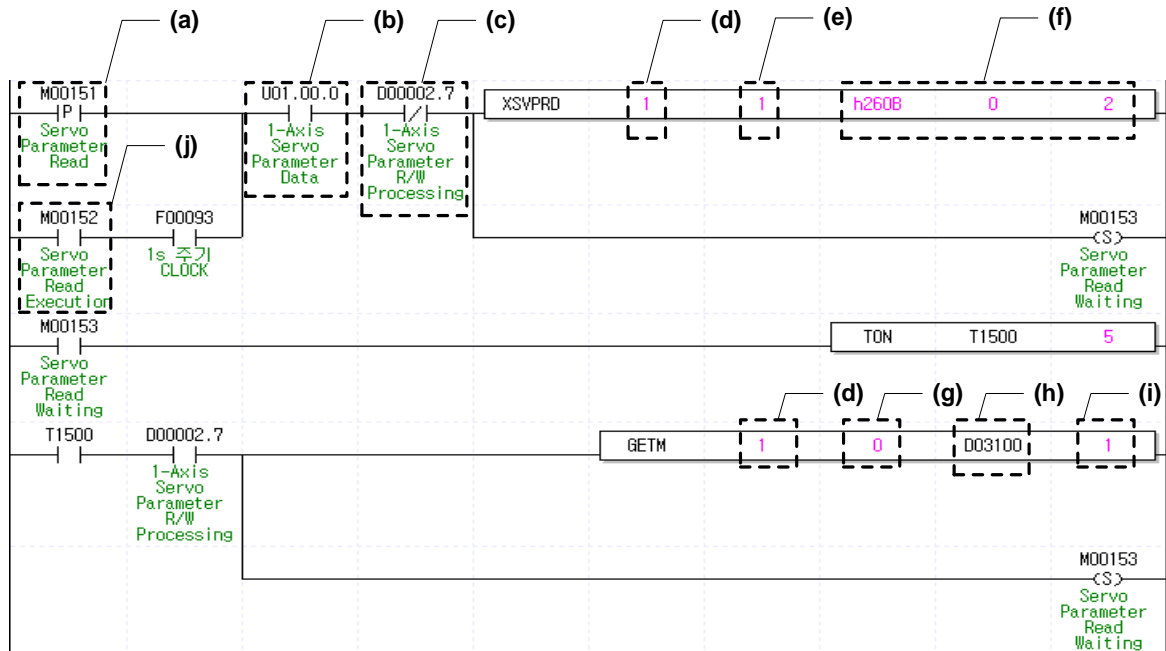 (a)
(b)
(c)
(d)
(e)
(f)
M00151
U01.00.0
D00002.7
P
XSVPRD 1 1 h260B 0 2
Servo
Parameter
Read
1-Axis
Servo
Parameter
Data
1-Axis
Servo
Parameter
R/W
Processing
(j)
M00152
F00093
M00153
Servo
Parameter
Read
Execution
1s 주기
CLOCK
(S)
Servo
Parameter
Read
Waiting
M00153
TON T1500 5
Servo
Parameter
Read
Waiting
(d)
(g)
(h)
(i)
T1500
D00002.7
GETM 1 0 D03100 1
1-Axis
Servo
Parameter
R/W
Processing
M00153
(S)
Servo
Parameter
Read
Waiting